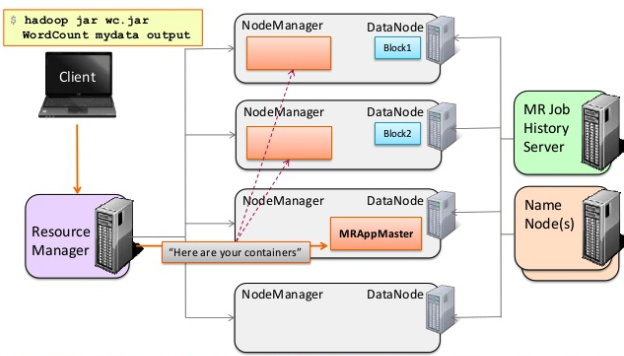 $ hadoop jar wc.jar
WordCount mydata output
Client
Resource
Manager
NodeManager
DataNode
Block1
NodeManager
DataNode
Block2
NodeManager
DataNode
MRAppMaster
“Here are your containers”
NodeManager
DataNode
MR Job
History
Server
Name
Node(s)